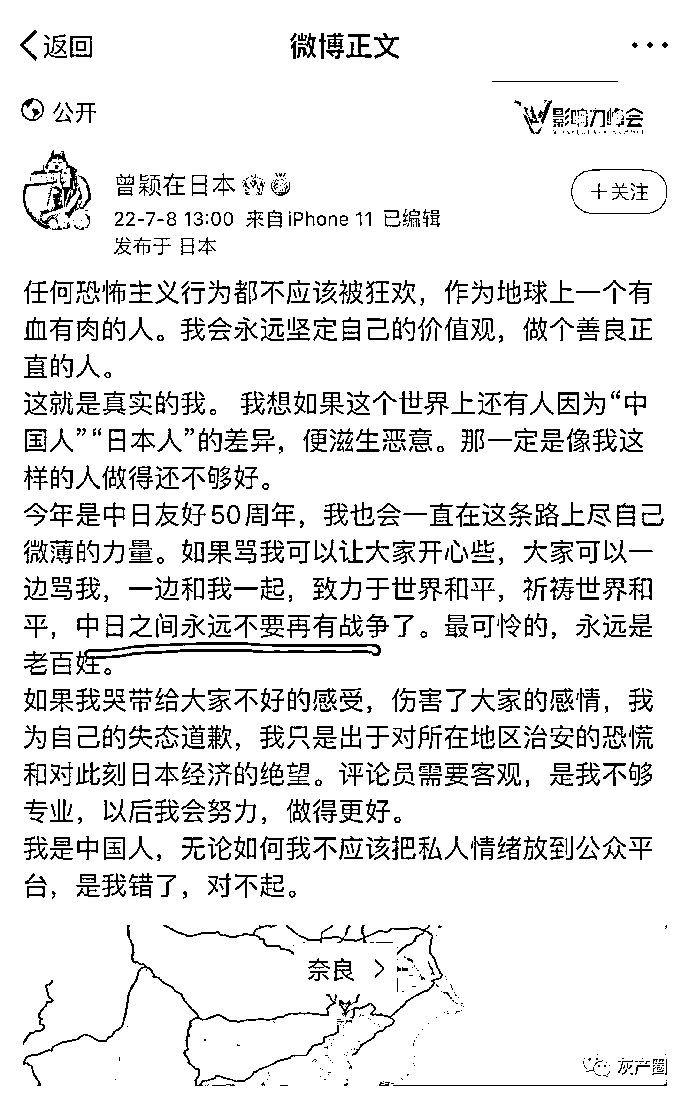 返回
微博正文
公开
影响力峰会
曾颖在日本
22-7-8 13:00 来自iPhone 11 已编辑
发布于 日本
+关注
任何恐怖主义行为都不应该被狂欢，作为地球上一个有
血有肉的人。我会永远坚定自己的价值观，做个善良正
直的人。
这就是真实的我。 我想如果这个世界上还有人因为“中
国人”“日本人”的差异，便滋生恶意。那一定是像我这
样的人做得还不够好。
今年是中日友好50周年，我也会一直在这条路上尽自己
微薄的力量。如果骂我可以让大家开心些，大家可以一
边骂我，一边和我一起，致力于世界和平，祈祷世界和
平，中日之间永远不要再有战争了。最可怜的，永远是
老百姓。
如果我哭带给大家不好的感受，伤害了大家的感情，我
为自己的失态道歉，我只是出于对所在地区治安的恐慌
和对此刻日本经济的绝望。评论员需要客观，是我不够
专业，以后我会努力，做得更好。
我是中国人，无论如何我不应该把私人情绪放到公众平
台，是我错了，对不起。
奈良
灰产圈